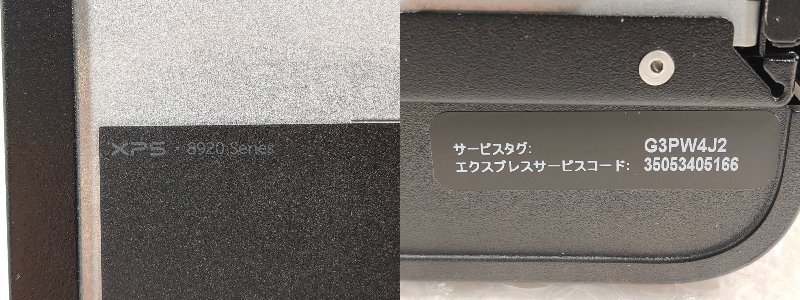 XPS · 8920 Series
サービスタグ: G3PW4J2
エクスプレスサービスコード: 35053405166